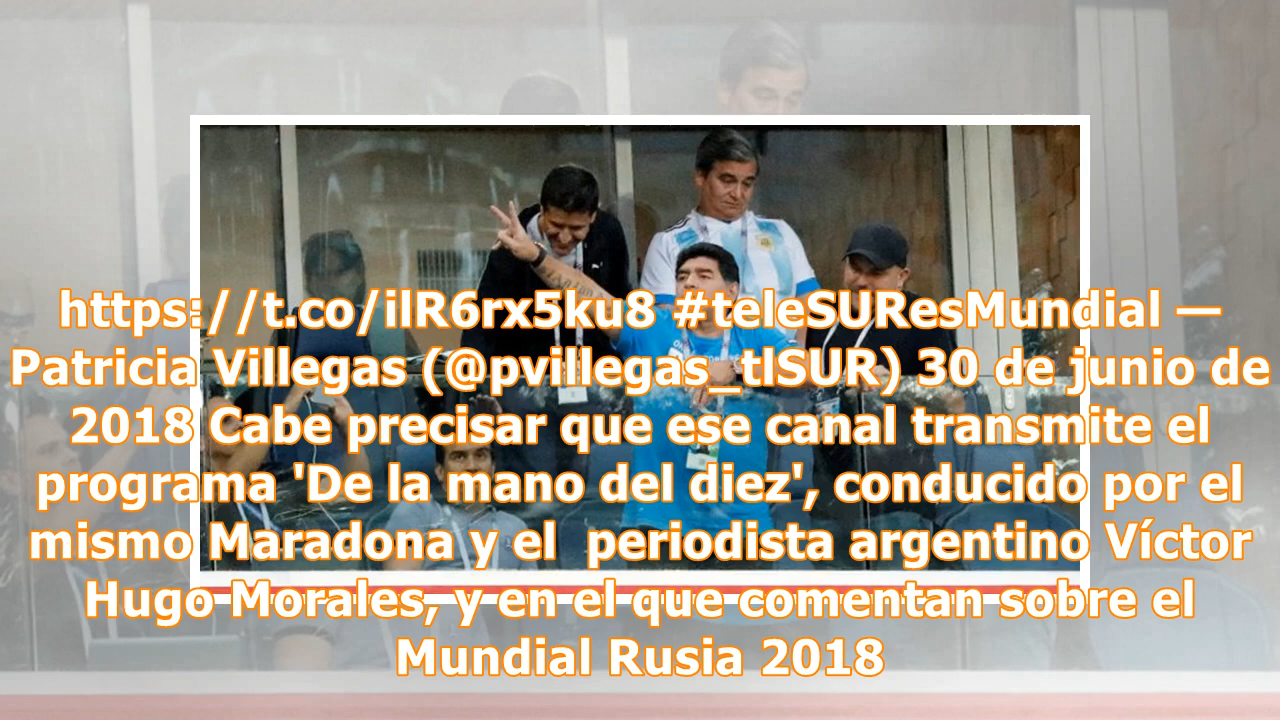 https://t.co/ilR6rx5ku8 #teleSUResMundial —
Patricia Villegas (@pvillegas_tlSUR) 30 de junio de
2018 Cabe precisar que ese canal transmite el
programa 'De la mano del diez', conducido por el
mismo Maradona y el  periodista argentino Víctor
Hugo Morales, y en el que comentan sobre el
Mundial Rusia 2018